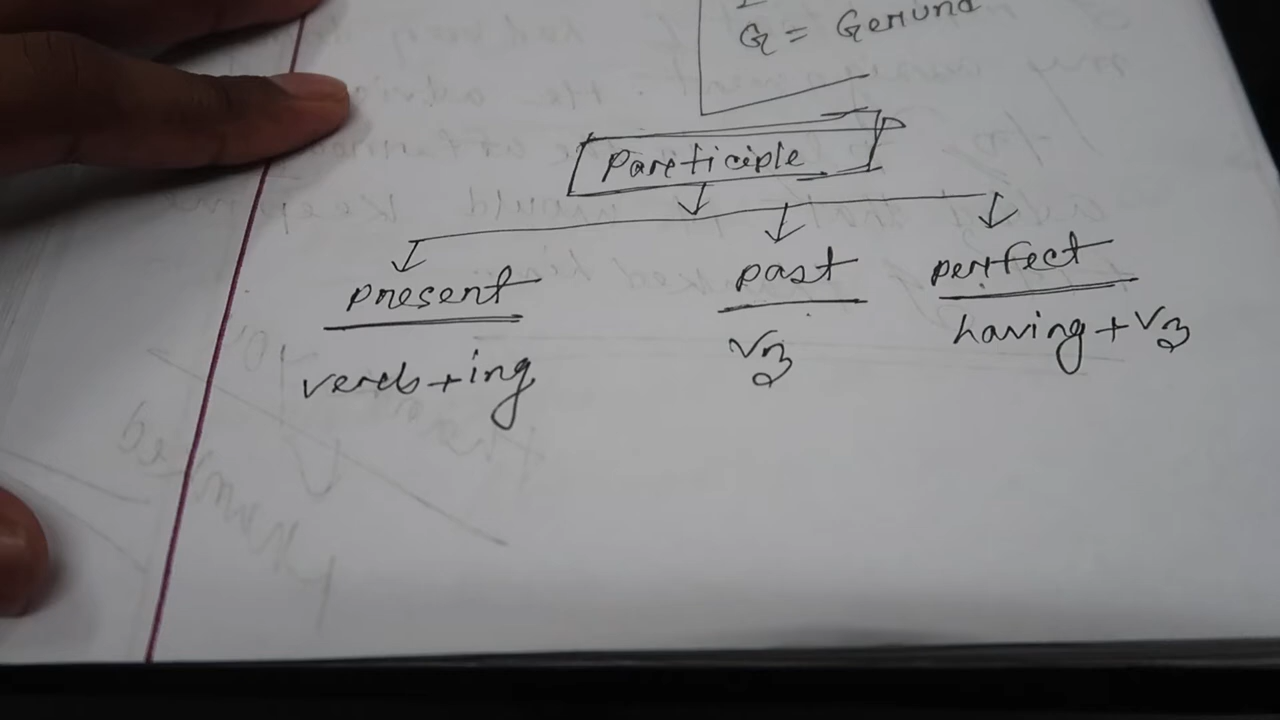 G = Gerund
Participle
present past perfect
verb+ing V3 having+V3